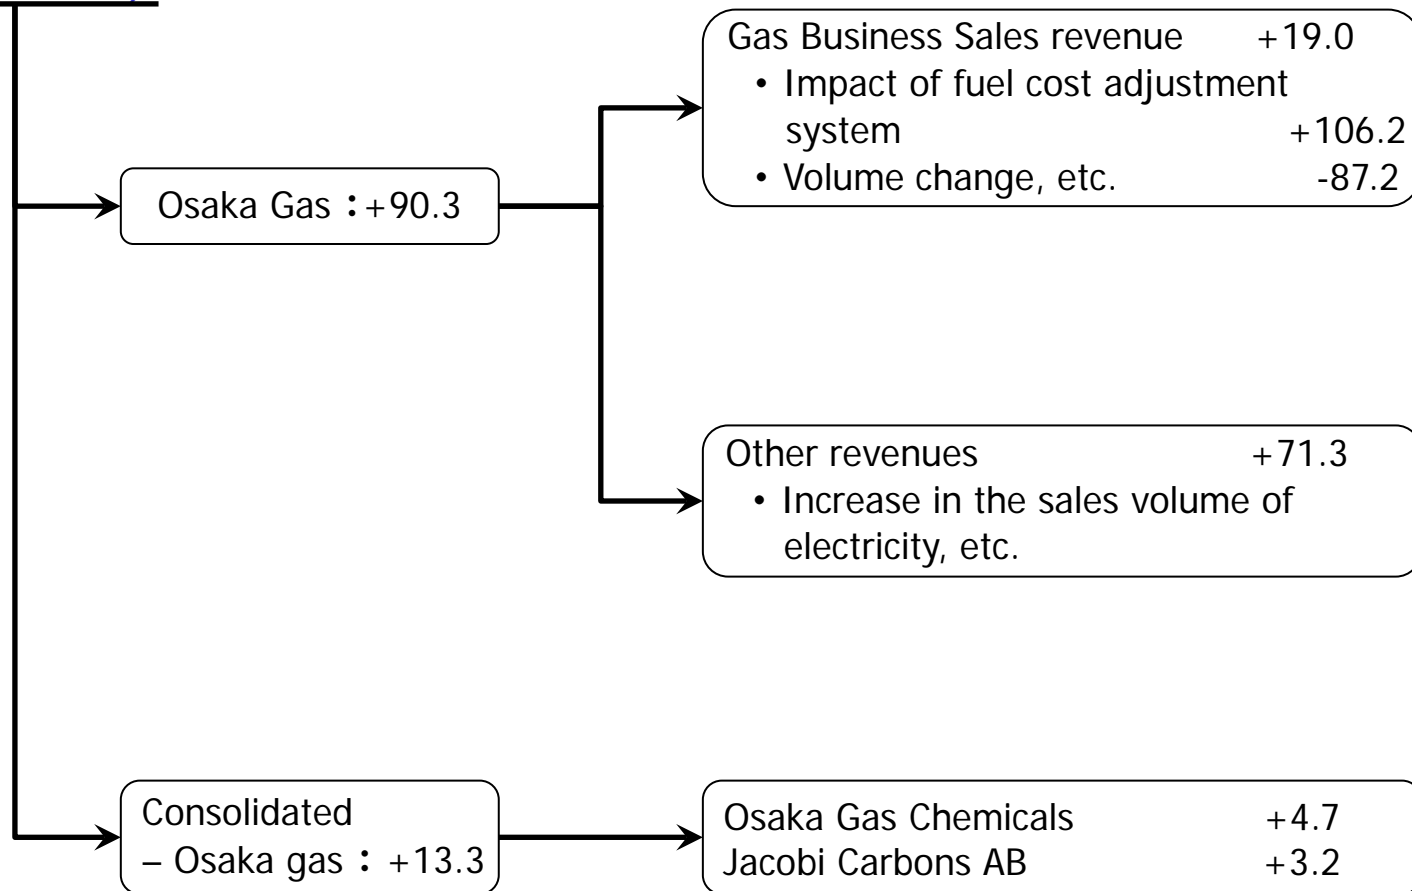 Gas Business Sales revenue +19.0
• Impact of fuel cost adjustment
system +106.2
• Volume change, etc. -87.2
Osaka Gas：+90.3
Other revenues +71.3
• Increase in the sales volume of
electricity, etc.
Consolidated
– Osaka gas： +13.3
Osaka Gas Chemicals +4.7
Jacobi Carbons AB +3.2